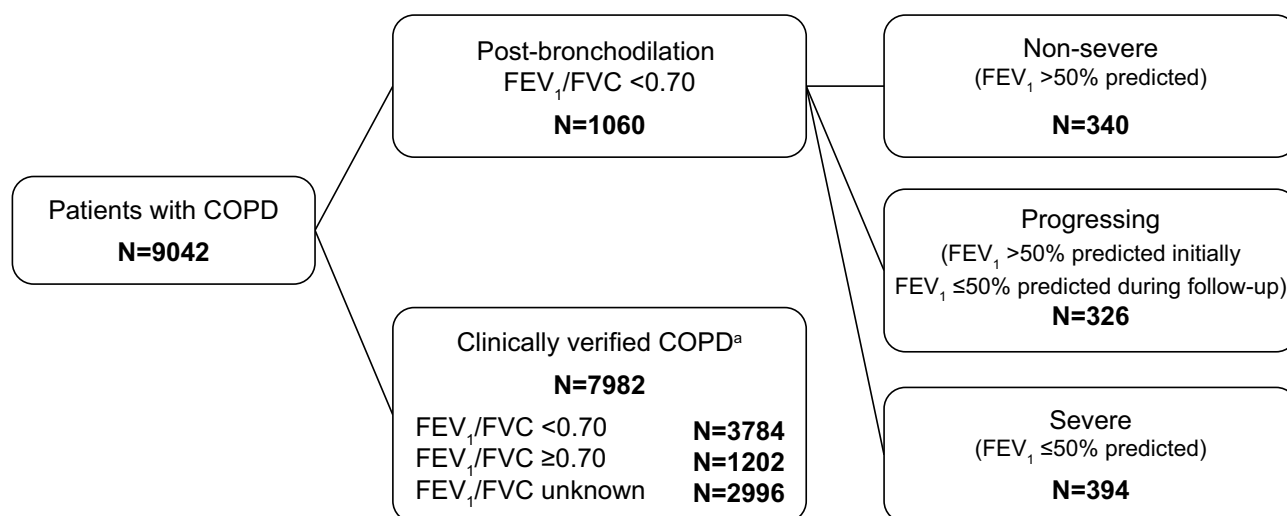 Patients with COPD
N=9042
Post-bronchodilation
FEV₁/FVC <0.70
N=1060
Clinically verified COPDᵃ
N=7982
FEV₁/FVC <0.70 N=3784
FEV₁/FVC ≥0.70 N=1202
FEV₁/FVC unknown N=2996
Non-severe
(FEV₁ >50% predicted)
N=340
Progressing
(FEV₁ >50% predicted initially
FEV₁ ≤50% predicted during follow-up)
N=326
Severe
(FEV₁ ≤50% predicted)
N=394